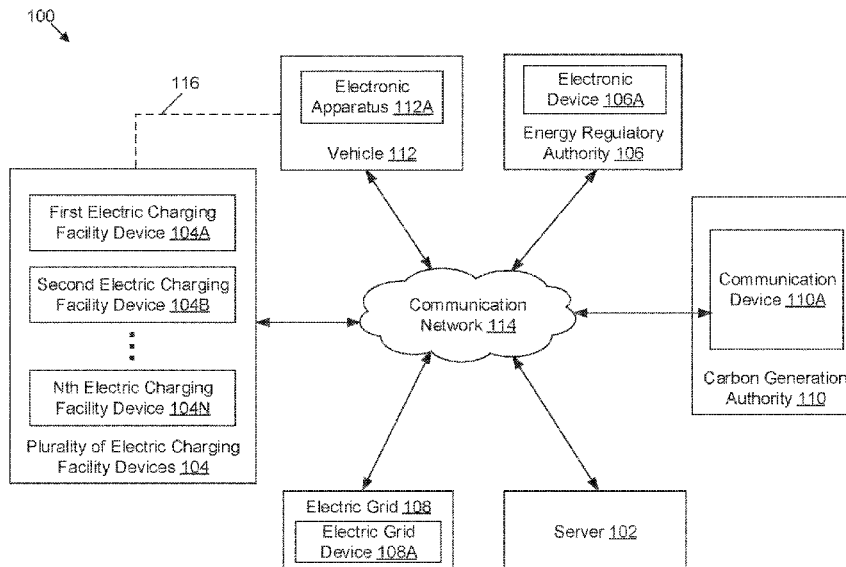 100
116
Electronic
Apparatus 112A
Vehicle 112
Electronic
Device 106A
Energy Regulatory
Authority 106
First Electric Charging
Facility Device 104A
Second Electric Charging
Facility Device 104B
Nth Electric Charging
Facility Device 104N
Plurality of Electric Charging
Facility Devices 104
Communication
Network 114
Communication
Device 110A
Carbon Generation
Authority 110
Electric Grid 108
Electric Grid
Device 108A
Server 102